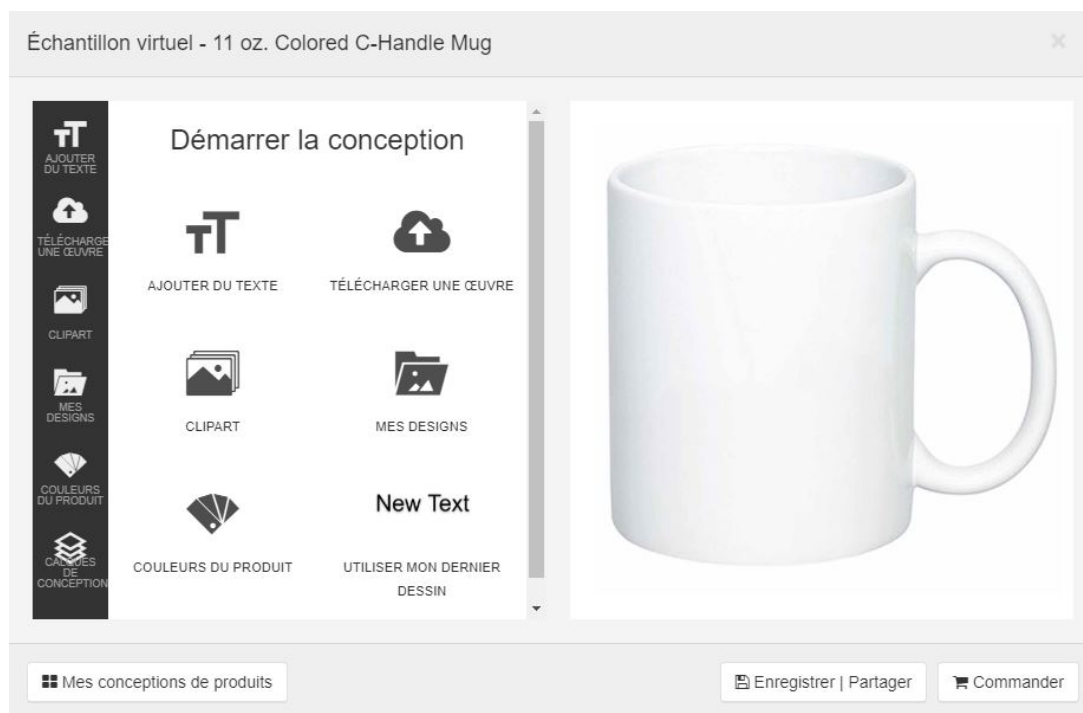 Échantillon virtuel - 11 oz. Colored C-Handle Mug
×
AJOUTER
DU TEXTE
TÉLÉCHARGE
UNE ŒUVRE
CLIPART
MES
DESIGNS
COULEURS
DU PRODUIT
CALQUES
DE
CONCEPTION
Démarrer la conception
AJOUTER DU TEXTE
TÉLÉCHARGER UNE ŒUVRE
CLIPART
MES DESIGNS
COULEURS DU PRODUIT
New Text
UTILISER MON DERNIER
DESSIN
Mes conceptions de produits
Enregistrer | Partager
Commander